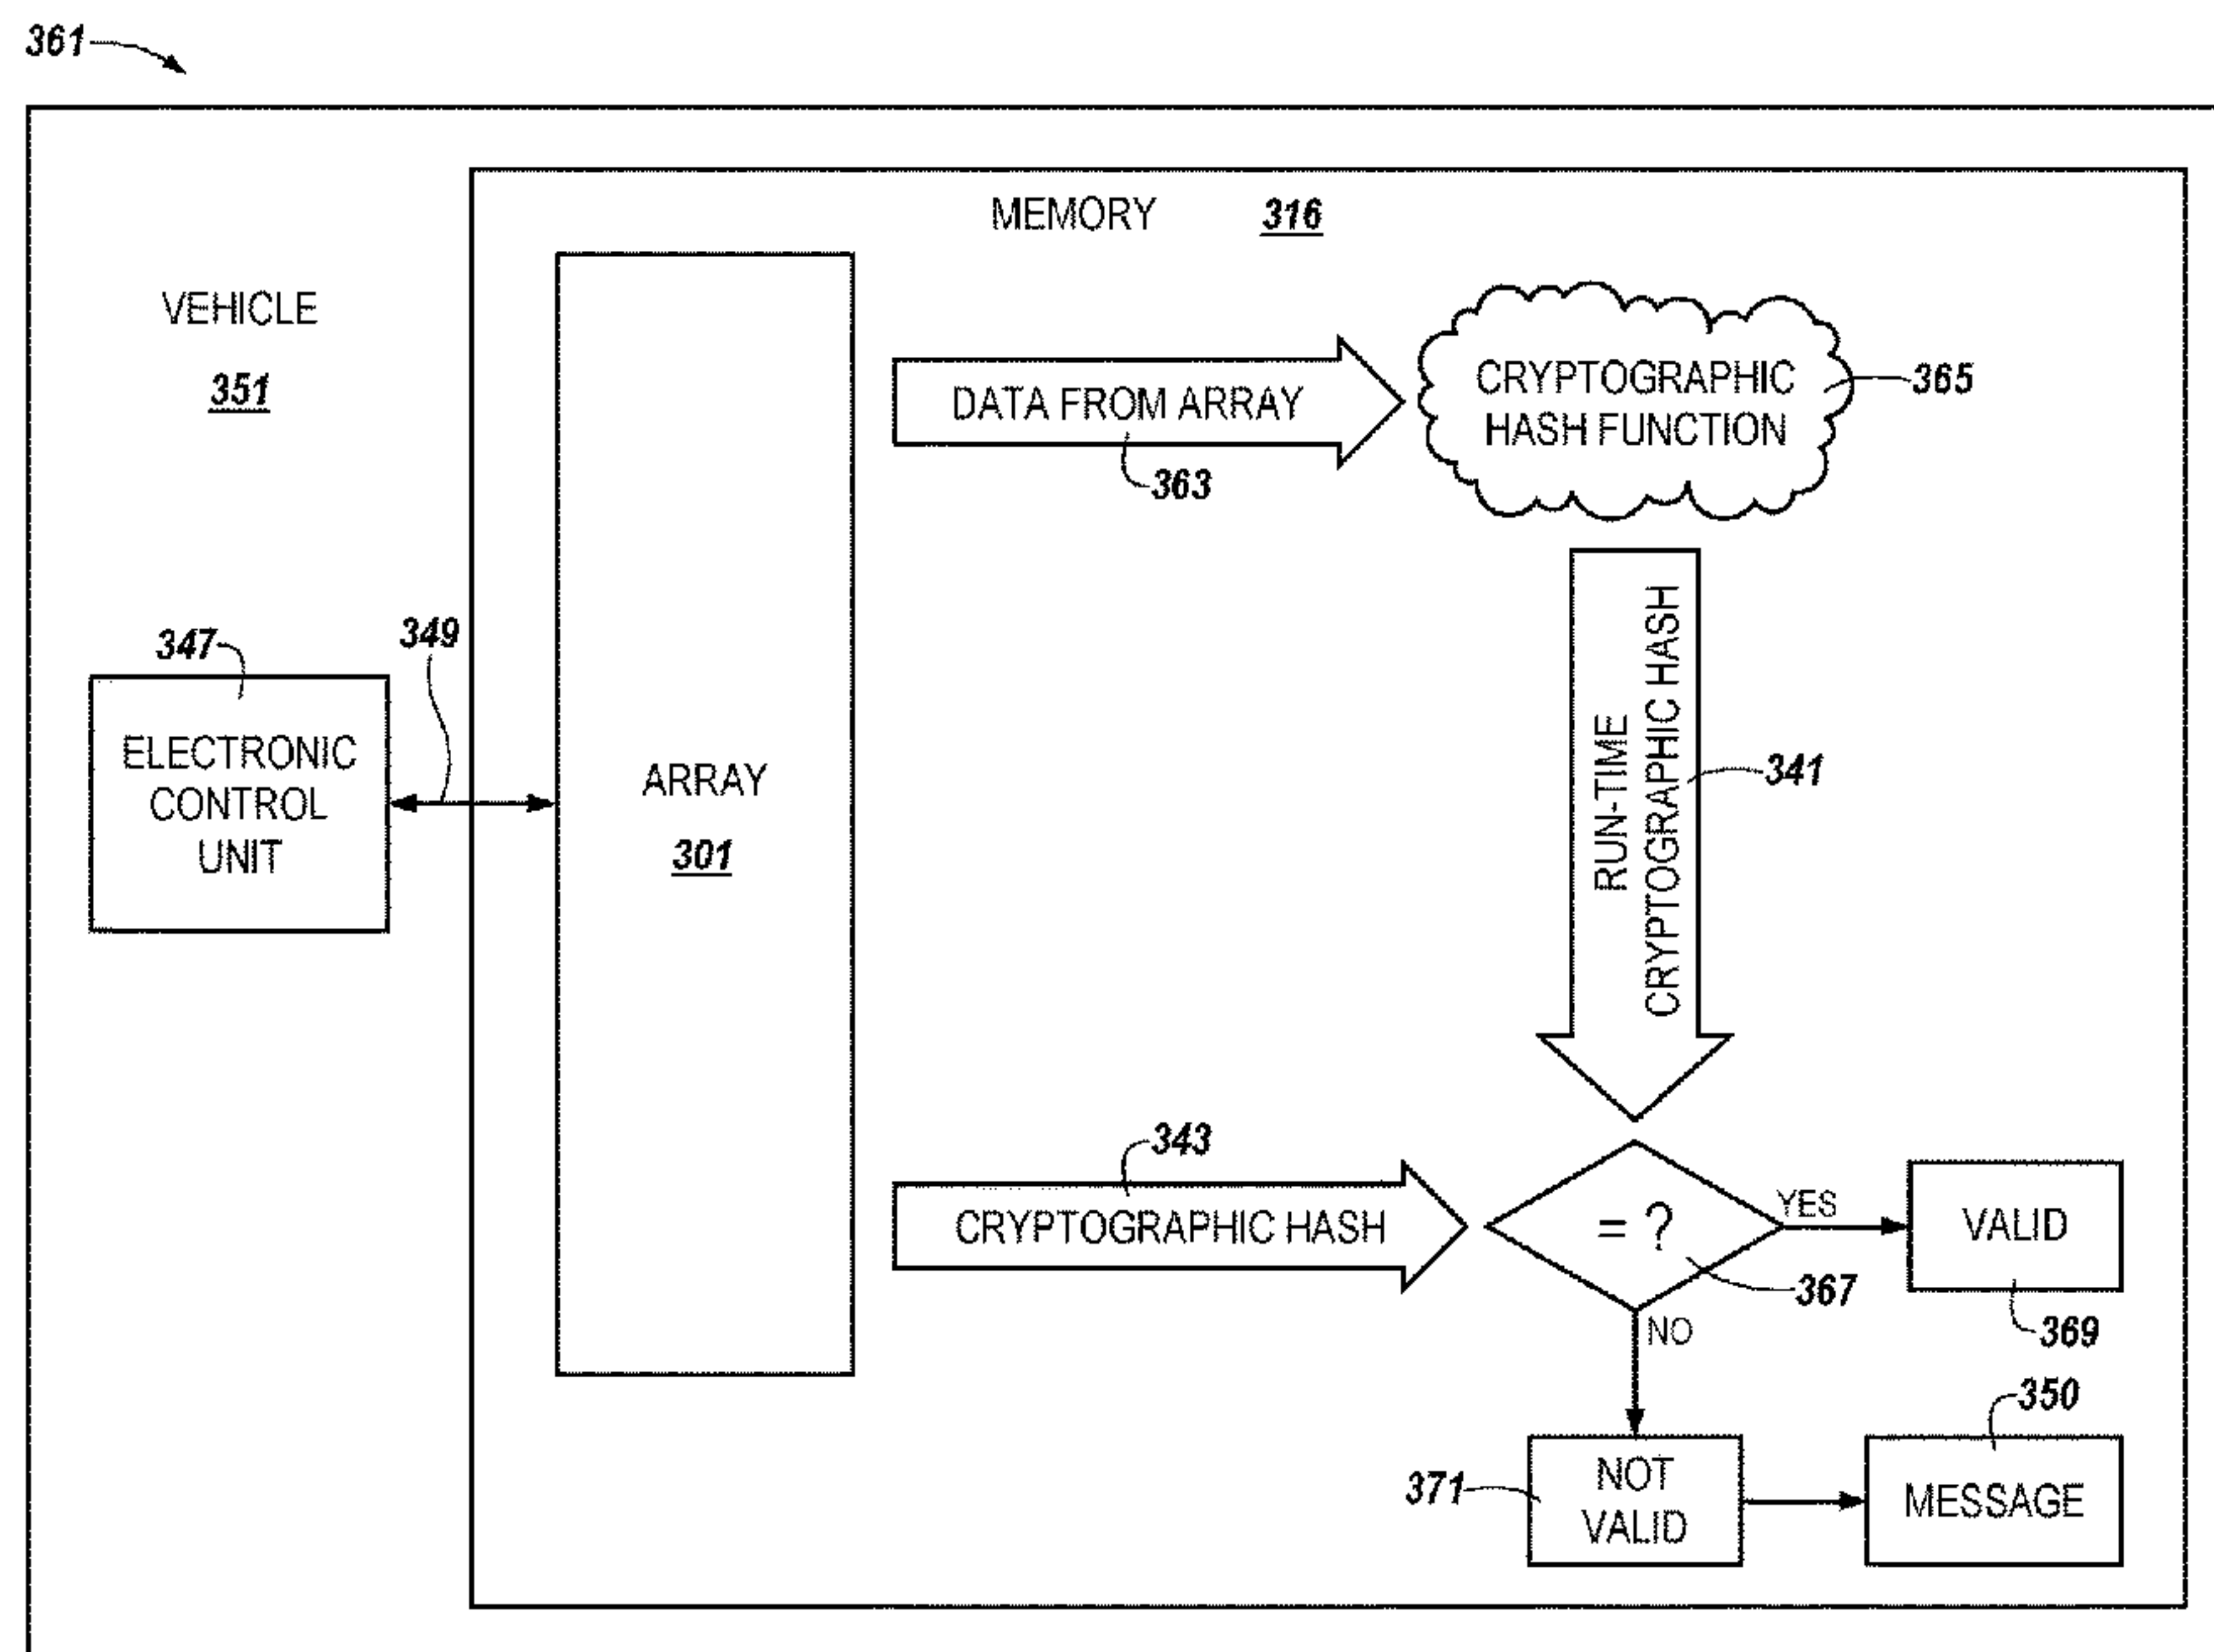 361
MEMORY 316
VEHICLE
351
CRYPTOGRAPHIC
HASH FUNCTION
365
DATA FROM ARRAY
363
347
349
ELECTRONIC
CONTROL
UNIT
ARRAY
301
RUN-TIME
CRYPTOGRAPHIC HASH
341
343
CRYPTOGRAPHIC HASH
= ?
YES
VALID
367
369
NO
350
371
NOT
VALID
MESSAGE